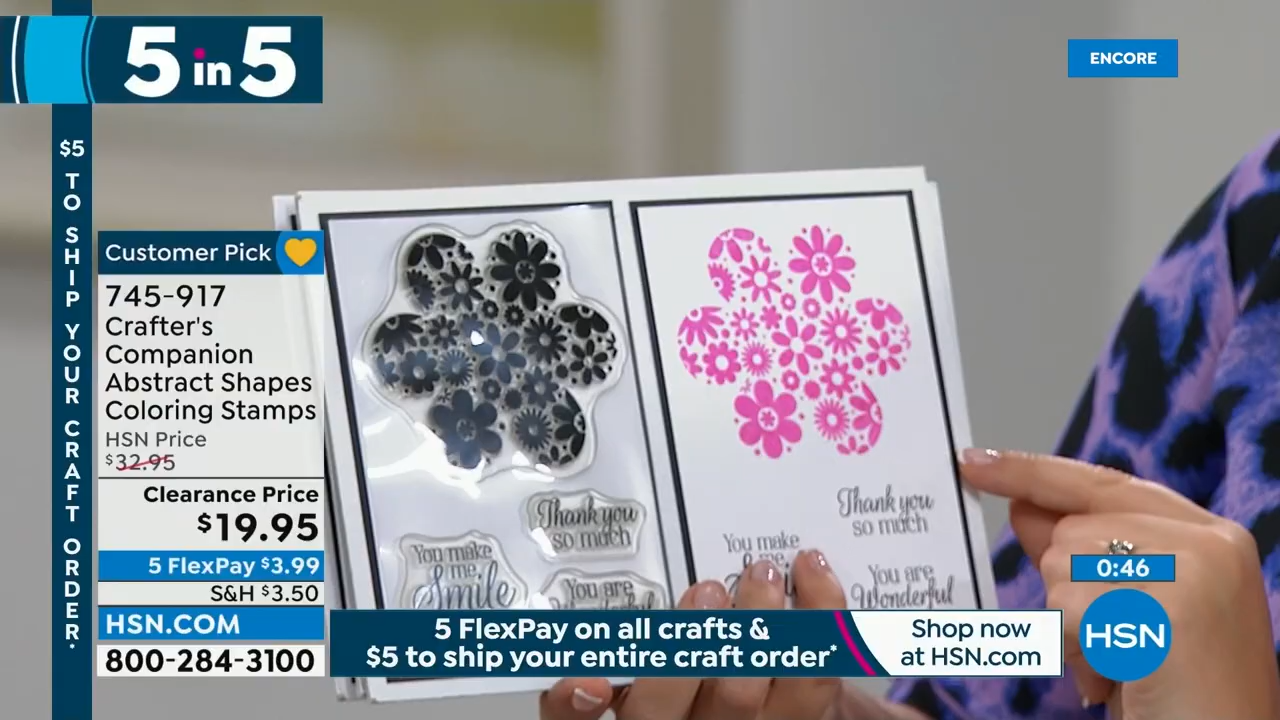 5 in 5
ENCORE
$5 TO SHIP YOUR CRAFT ORDER.
Customer Pick
745-917
Crafter's
Companion
Abstract Shapes
Coloring Stamps
HSN Price
$32.95
Clearance Price
$19.95
5 FlexPay $3.99
S&H $3.50
HSN.COM
800-284-3100
Thank you
so much
You make
me
Smile
You are
Thank you
so much
You make
me
You are
Wonderful
5 FlexPay on all crafts &
$5 to ship your entire craft order*
Shop now
at HSN.com
0:46
HSN